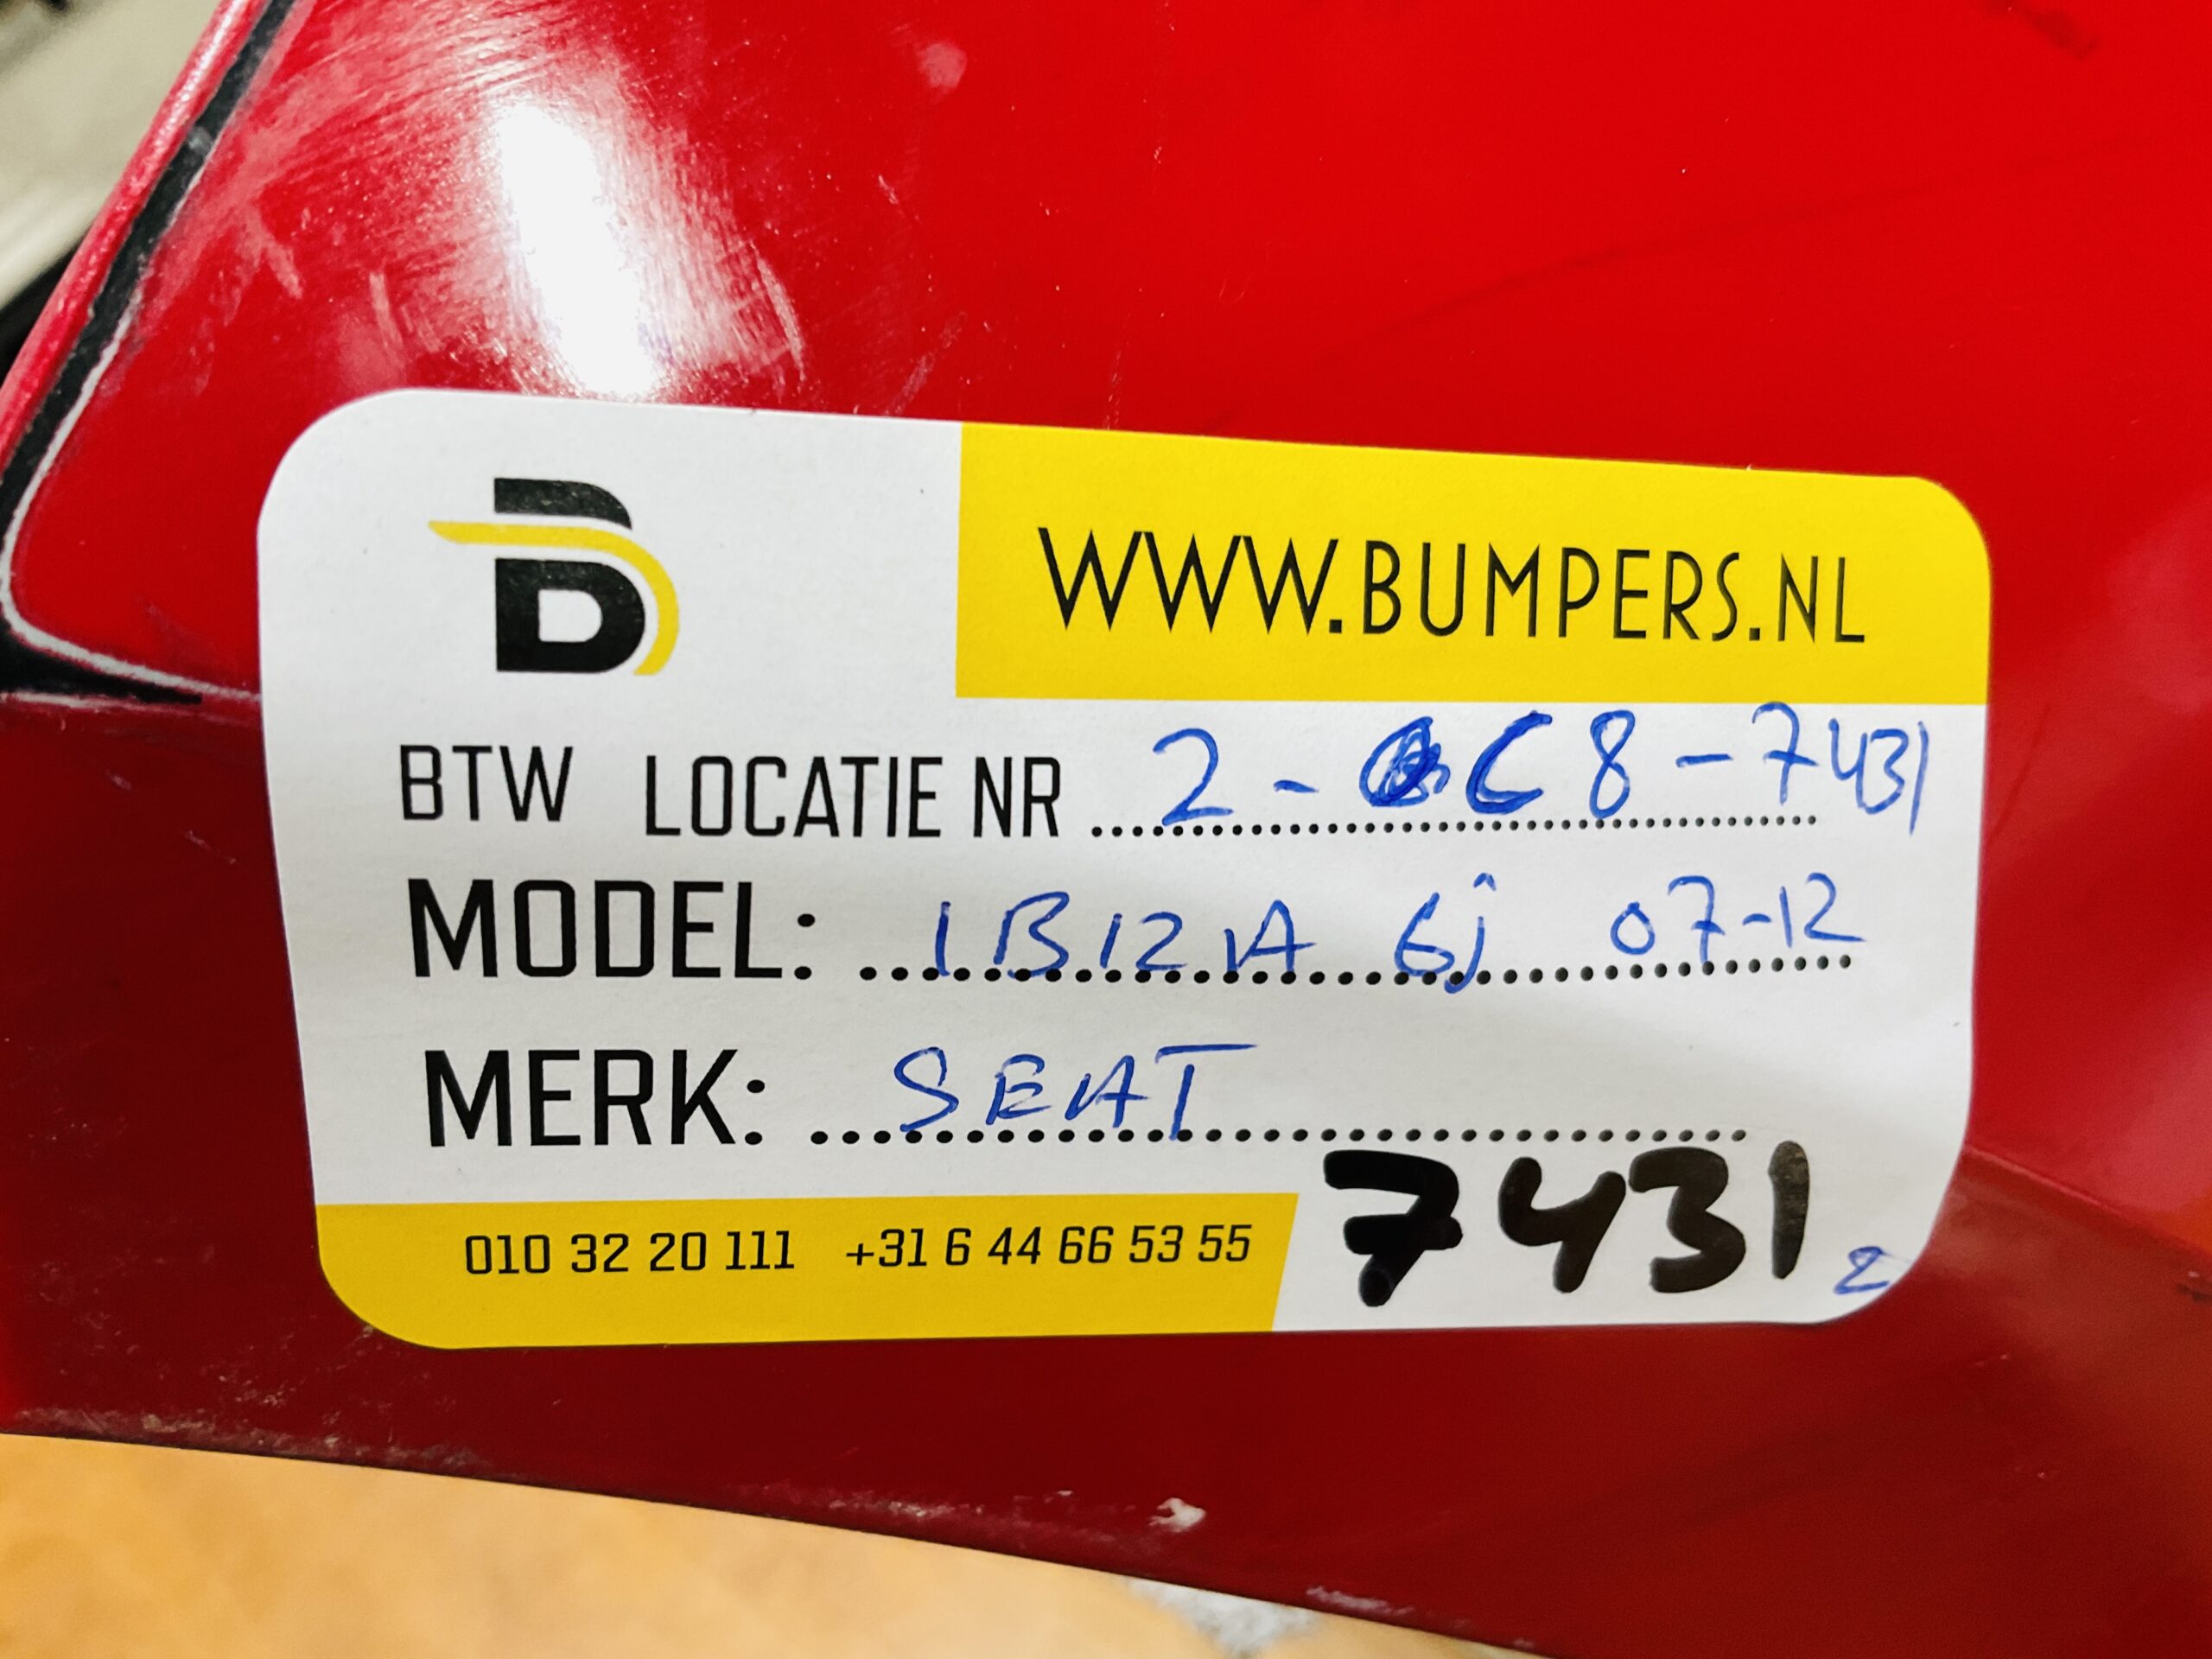 B
WWW.BUMPERS.NL
BTW LOCATIE NR 2 - C8 - 7431
MODEL: IBIZA 6j 07-12
MERK: SEAT
010 32 20 111 +31 6 44 66 53 55 7431 2